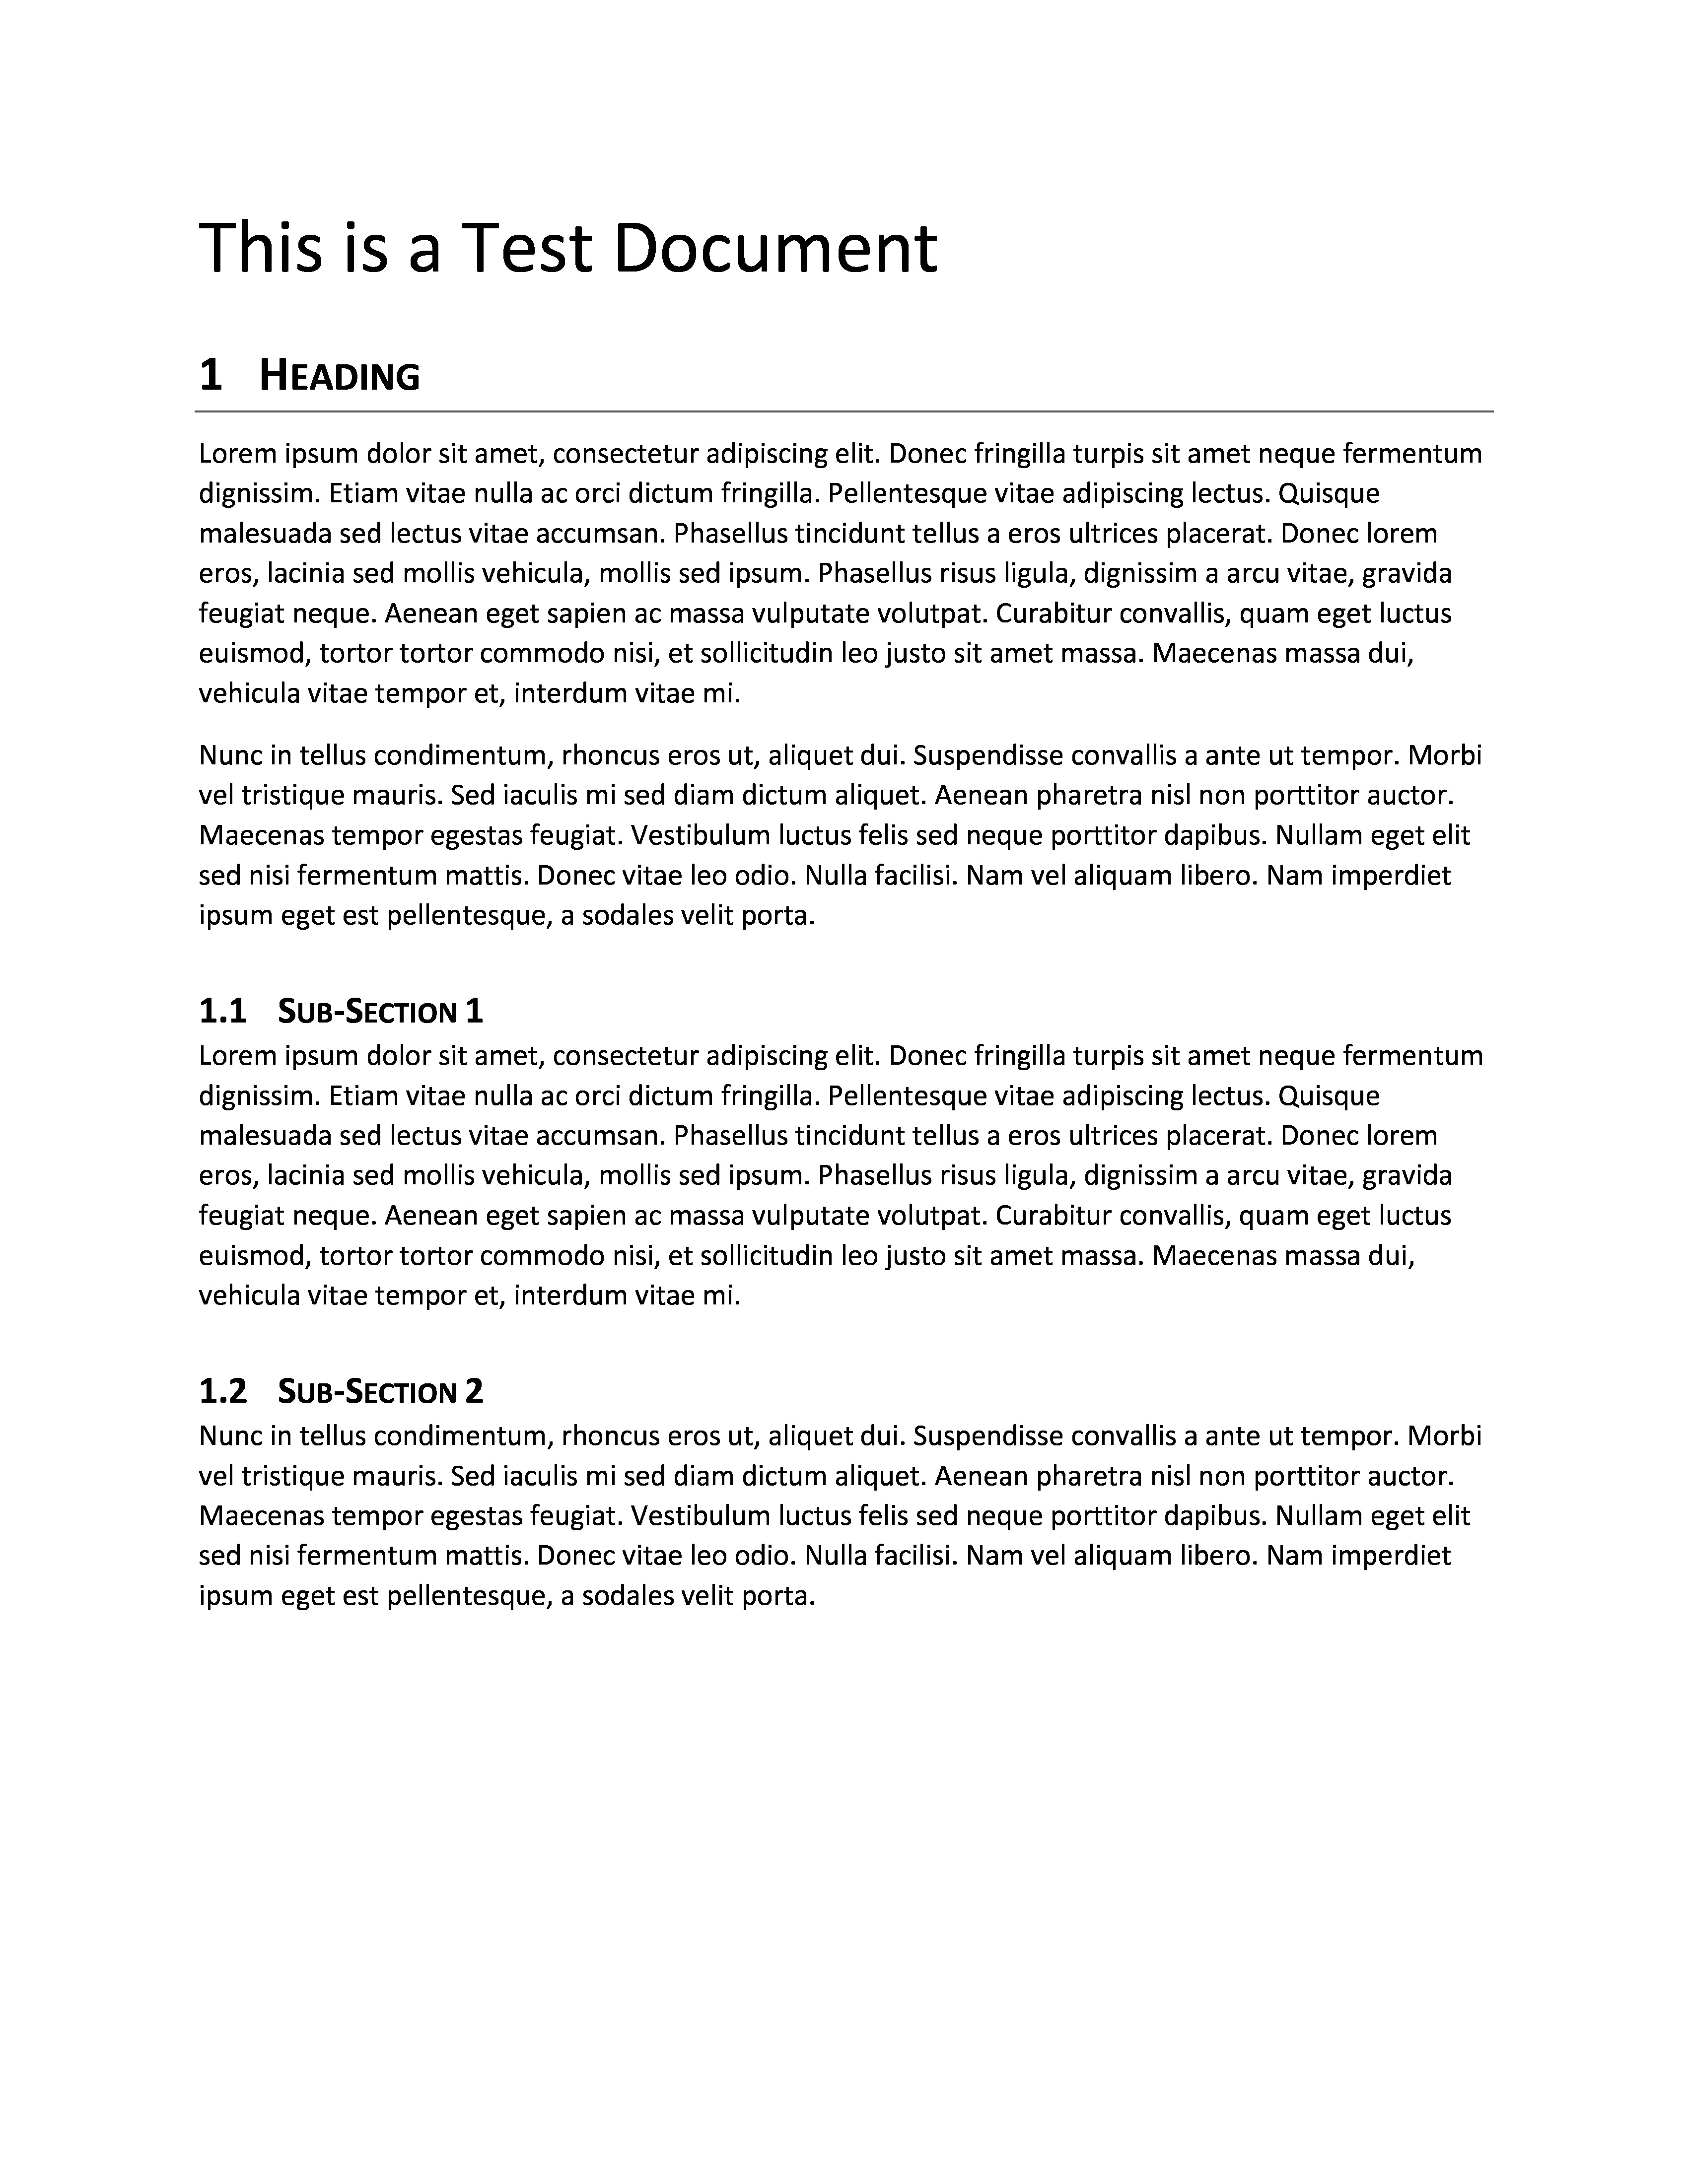 This is a Test Document
1 HEADING
Lorem ipsum dolor sit amet, consectetur adipiscing elit. Donec fringilla turpis sit amet neque fermentum
dignissim. Etiam vitae nulla ac orci dictum fringilla. Pellentesque vitae adipiscing lectus. Quisque
malesuada sed lectus vitae accumsan. Phasellus tincidunt tellus a eros ultrices placerat. Donec lorem
eros, lacinia sed mollis vehicula, mollis sed ipsum. Phasellus risus ligula, dignissim a arcu vitae, gravida
feugiat neque. Aenean eget sapien ac massa vulputate volutpat. Curabitur convallis, quam eget luctus
euismod, tortor tortor commodo nisi, et sollicitudin leo justo sit amet massa. Maecenas massa dui,
vehicula vitae tempor et, interdum vitae mi.
Nunc in tellus condimentum, rhoncus eros ut, aliquet dui. Suspendisse convallis a ante ut tempor. Morbi
vel tristique mauris. Sed iaculis mi sed diam dictum aliquet. Aenean pharetra nisl non porttitor auctor.
Maecenas tempor egestas feugiat. Vestibulum luctus felis sed neque porttitor dapibus. Nullam eget elit
sed nisi fermentum mattis. Donec vitae leo odio. Nulla facilisi. Nam vel aliquam libero. Nam imperdiet
ipsum eget est pellentesque, a sodales velit porta.
1.1 SUB-SECTION 1
Lorem ipsum dolor sit amet, consectetur adipiscing elit. Donec fringilla turpis sit amet neque fermentum
dignissim. Etiam vitae nulla ac orci dictum fringilla. Pellentesque vitae adipiscing lectus. Quisque
malesuada sed lectus vitae accumsan. Phasellus tincidunt tellus a eros ultrices placerat. Donec lorem
eros, lacinia sed mollis vehicula, mollis sed ipsum. Phasellus risus ligula, dignissim a arcu vitae, gravida
feugiat neque. Aenean eget sapien ac massa vulputate volutpat. Curabitur convallis, quam eget luctus
euismod, tortor tortor commodo nisi, et sollicitudin leo justo sit amet massa. Maecenas massa dui,
vehicula vitae tempor et, interdum vitae mi.
1.2 SUB-SECTION 2
Nunc in tellus condimentum, rhoncus eros ut, aliquet dui. Suspendisse convallis a ante ut tempor. Morbi
vel tristique mauris. Sed iaculis mi sed diam dictum aliquet. Aenean pharetra nisl non porttitor auctor.
Maecenas tempor egestas feugiat. Vestibulum luctus felis sed neque porttitor dapibus. Nullam eget elit
sed nisi fermentum mattis. Donec vitae leo odio. Nulla facilisi. Nam vel aliquam libero. Nam imperdiet
ipsum eget est pellentesque, a sodales velit porta.